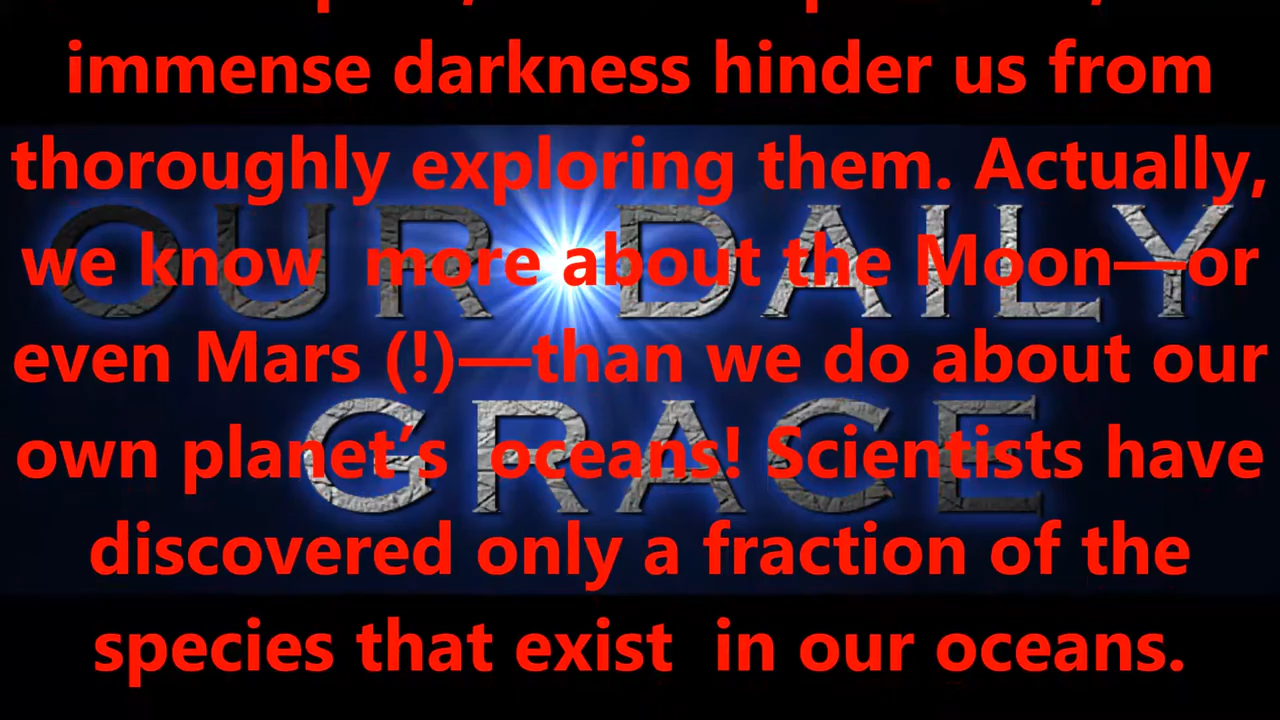 immense darkness hinder us from
thoroughly exploring them. Actually,
we know  more about the Moon—or
even Mars (!)—than we do about our
own planet’s  oceans! Scientists have
discovered only a fraction of the
species that exist  in our oceans.
OUR DAILY
GRACE